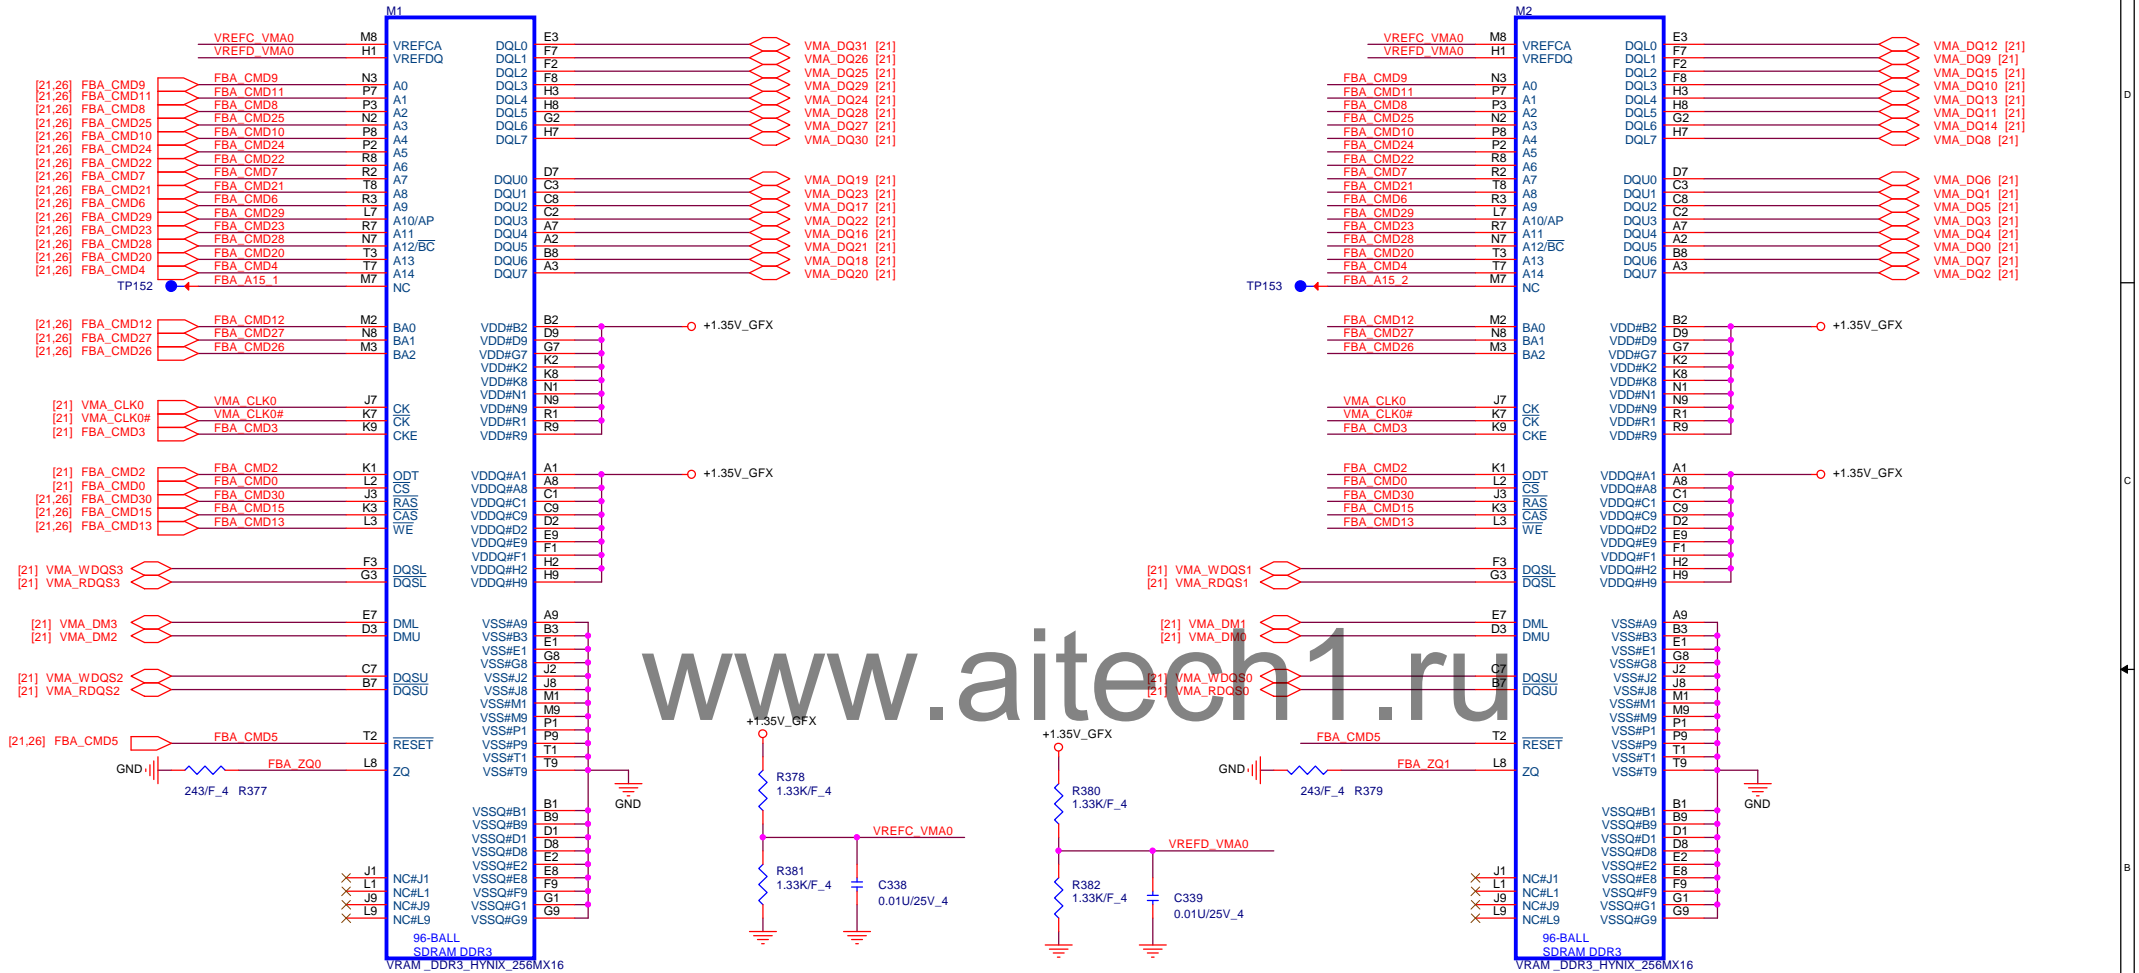 M1
VREFC_VMA0 M8 VREFCA DQL0 E3 VMA_DQ31 [21]
VREFD_VMA0 H1 VREFDQ DQL1 F7 VMA_DQ26 [21]
DQL2 F2 VMA_DQ25 [21]
[21,26] FBA_CMD9 FBA_CMD9 N3 A0 DQL3 F8 VMA_DQ29 [21]
[21,26] FBA_CMD11 FBA_CMD11 P7 A1 DQL4 H3 VMA_DQ24 [21]
[21,26] FBA_CMD8 FBA_CMD8 P3 A2 DQL5 H8 VMA_DQ28 [21]
[21,26] FBA_CMD25 FBA_CMD25 N2 A3 DQL6 G2 VMA_DQ27 [21]
[21,26] FBA_CMD10 FBA_CMD10 P8 A4 DQL7 H7 VMA_DQ30 [21]
[21,26] FBA_CMD24 FBA_CMD24 P2 A5
[21,26] FBA_CMD22 FBA_CMD22 R8 A6
[21,26] FBA_CMD7 FBA_CMD7 R2 A7 DQU0 D7 VMA_DQ19 [21]
[21,26] FBA_CMD21 FBA_CMD21 T8 A8 DQU1 C3 VMA_DQ23 [21]
[21,26] FBA_CMD6 FBA_CMD6 R3 A9 DQU2 C8 VMA_DQ17 [21]
[21,26] FBA_CMD29 FBA_CMD29 L7 A10/AP DQU3 C2 VMA_DQ22 [21]
[21,26] FBA_CMD23 FBA_CMD23 R7 A11 DQU4 A7 VMA_DQ16 [21]
[21,26] FBA_CMD28 FBA_CMD28 N7 A12/BC DQU5 A2 VMA_DQ21 [21]
[21,26] FBA_CMD20 FBA_CMD20 T3 A13 DQU6 B8 VMA_DQ18 [21]
[21,26] FBA_CMD4 FBA_CMD4 T7 A14 DQU7 A3 VMA_DQ20 [21]
TP152 FBA_A15_1 M7 NC
[21,26] FBA_CMD12 FBA_CMD12 M2 BA0 VDD#B2 B2 +1.35V_GFX
[21,26] FBA_CMD27 FBA_CMD27 N8 BA1 VDD#D9 D9
[21,26] FBA_CMD26 FBA_CMD26 M3 BA2 VDD#G7 G7
VDD#K2 K2
VDD#K8 K8
VDD#N1 N1
[21] VMA_CLK0 VMA_CLK0 J7 CK VDD#N9 N9
[21] VMA_CLK0# VMA_CLK0# K7 CK VDD#R1 R1
[21] FBA_CMD3 FBA_CMD3 K9 CKE VDD#R9 R9
[21] FBA_CMD2 FBA_CMD2 K1 ODT VDDQ#A1 A1 +1.35V_GFX
[21] FBA_CMD0 FBA_CMD0 L2 CS VDDQ#A8 A8
[21,26] FBA_CMD30 FBA_CMD30 J3 RAS VDDQ#C1 C1
[21,26] FBA_CMD15 FBA_CMD15 K3 CAS VDDQ#C9 C9
[21,26] FBA_CMD13 FBA_CMD13 L3 WE VDDQ#D2 D2
VDDQ#E9 E9
VDDQ#F1 F1
[21] VMA_WDQS3 F3 DQSL VDDQ#H2 H2
[21] VMA_RDQS3 G3 DQSL VDDQ#H9 H9
[21] VMA_DM3 E7 DML VSS#A9 A9
[21] VMA_DM2 D3 DMU VSS#B3 B3
VSS#E1 E1
VSS#G8 G8
[21] VMA_WDQS2 C7 DQSU VSS#J2 J2
[21] VMA_RDQS2 B7 DQSU VSS#J8 J8
VSS#M1 M1
VSS#M9 M9
VSS#P1 P1
[21,26] FBA_CMD5 FBA_CMD5 T2 RESET VSS#P9 P9
VSS#T1 T1
GND 243/F_4 R377 FBA_ZQ0 L8 ZQ VSS#T9 T9 GND
VSSQ#B1 B1
VSSQ#B9 B9
VSSQ#D1 D1
VSSQ#D8 D8
VSSQ#E2 E2
NC#J1 J1 VSSQ#E8 E8
NC#L1 L1 VSSQ#F9 F9
NC#J9 J9 VSSQ#G1 G1
NC#L9 L9 VSSQ#G9 G9
96-BALL
SDRAM DDR3
VRAM _DDR3_HYNIX_256MX16
+1.35V_GFX
R378
1.33K/F_4
VREFC_VMA0
R381
1.33K/F_4
C338
0.01U/25V_4
+1.35V_GFX
R380
1.33K/F_4
VREFD_VMA0
R382
1.33K/F_4
C339
0.01U/25V_4
www.aitech1.ru
M2
VREFC_VMA0 M8 VREFCA DQL0 E3 VMA_DQ12 [21]
VREFD_VMA0 H1 VREFDQ DQL1 F7 VMA_DQ9 [21]
DQL2 F2 VMA_DQ15 [21]
FBA_CMD9 N3 A0 DQL3 F8 VMA_DQ10 [21]
FBA_CMD11 P7 A1 DQL4 H3 VMA_DQ13 [21]
FBA_CMD8 P3 A2 DQL5 H8 VMA_DQ11 [21]
FBA_CMD25 N2 A3 DQL6 G2 VMA_DQ14 [21]
FBA_CMD10 P8 A4 DQL7 H7 VMA_DQ8 [21]
FBA_CMD24 P2 A5
FBA_CMD22 R8 A6
FBA_CMD7 R2 A7 DQU0 D7 VMA_DQ6 [21]
FBA_CMD21 T8 A8 DQU1 C3 VMA_DQ1 [21]
FBA_CMD6 R3 A9 DQU2 C8 VMA_DQ5 [21]
FBA_CMD29 L7 A10/AP DQU3 C2 VMA_DQ3 [21]
FBA_CMD23 R7 A11 DQU4 A7 VMA_DQ4 [21]
FBA_CMD28 N7 A12/BC DQU5 A2 VMA_DQ0 [21]
FBA_CMD20 T3 A13 DQU6 B8 VMA_DQ7 [21]
FBA_CMD4 T7 A14 DQU7 A3 VMA_DQ2 [21]
TP153 FBA_A15_2 M7 NC
FBA_CMD12 M2 BA0 VDD#B2 B2 +1.35V_GFX
FBA_CMD27 N8 BA1 VDD#D9 D9
FBA_CMD26 M3 BA2 VDD#G7 G7
VDD#K2 K2
VDD#K8 K8
VDD#N1 N1
VMA_CLK0 J7 CK VDD#N9 N9
VMA_CLK0# K7 CK VDD#R1 R1
FBA_CMD3 K9 CKE VDD#R9 R9
FBA_CMD2 K1 ODT VDDQ#A1 A1 +1.35V_GFX
FBA_CMD0 L2 CS VDDQ#A8 A8
FBA_CMD30 J3 RAS VDDQ#C1 C1
FBA_CMD15 K3 CAS VDDQ#C9 C9
FBA_CMD13 L3 WE VDDQ#D2 D2
VDDQ#E9 E9
VDDQ#F1 F1
[21] VMA_WDQS1 F3 DQSL VDDQ#H2 H2
[21] VMA_RDQS1 G3 DQSL VDDQ#H9 H9
[21] VMA_DM1 E7 DML VSS#A9 A9
[21] VMA_DM0 D3 DMU VSS#B3 B3
VSS#E1 E1
VSS#G8 G8
[21] VMA_WDQS0 C7 DQSU VSS#J2 J2
[21] VMA_RDQS0 B7 DQSU VSS#J8 J8
VSS#M1 M1
VSS#M9 M9
VSS#P1 P1
FBA_CMD5 T2 RESET VSS#P9 P9
VSS#T1 T1
GND 243/F_4 R379 FBA_ZQ1 L8 ZQ VSS#T9 T9 GND
VSSQ#B1 B1
VSSQ#B9 B9
VSSQ#D1 D1
VSSQ#D8 D8
VSSQ#E2 E2
NC#J1 J1 VSSQ#E8 E8
NC#L1 L1 VSSQ#F9 F9
NC#J9 J9 VSSQ#G1 G1
NC#L9 L9 VSSQ#G9 G9
96-BALL
SDRAM DDR3
VRAM _DDR3_HYNIX_256MX16
D
C
B